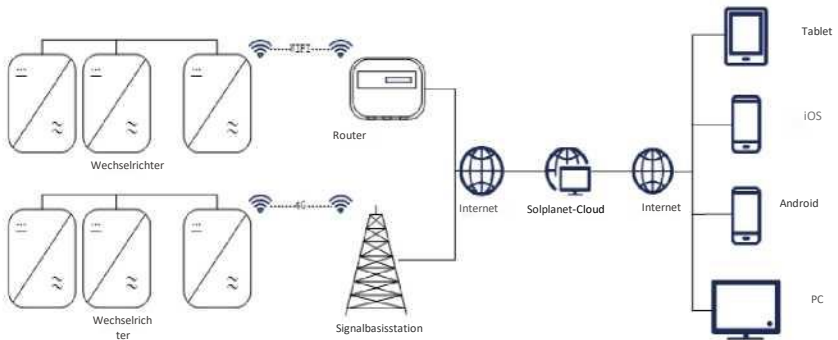 WIFI
Wechselrichter
Router
4G
Wechselrich
ter
Signalbasisstation
Internet
Solplanet-Cloud
Internet
Tablet
iOS
Android
PC